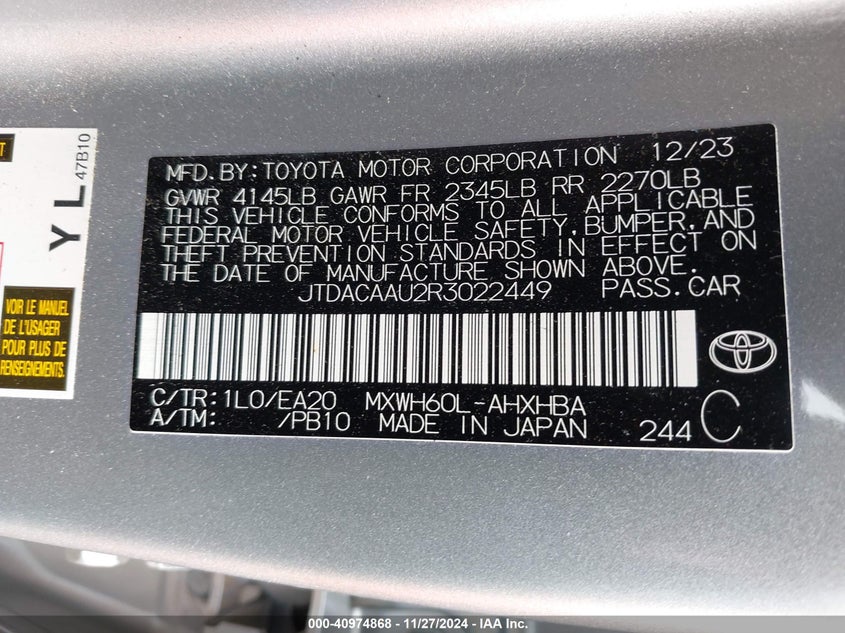 T
YL
47B10
VOIR LE MANUEL
DE L'USAGER
POUR PLUS DE
RENSEIGNEMENTS.
MFD. BY: TOYOTA MOTOR CORPORATION 12/23
GVWR 4145LB GAWR FR 2345LB RR 2270LB
THIS VEHICLE CONFORMS TO ALL APPLICABLE
FEDERAL MOTOR VEHICLE SAFETY, BUMPER, AND
THEFT PREVENTION STANDARDS IN EFFECT ON
THE DATE OF MANUFACTURE SHOWN ABOVE.
JTDACAAU2R3022449 PASS. CAR
C/TR: 1L0/EA20 MXWH60L-AHXHBA
A/TM: /PB10 MADE IN JAPAN 244 C
000-40974868 - 11/27/2024 - IAA Inc.